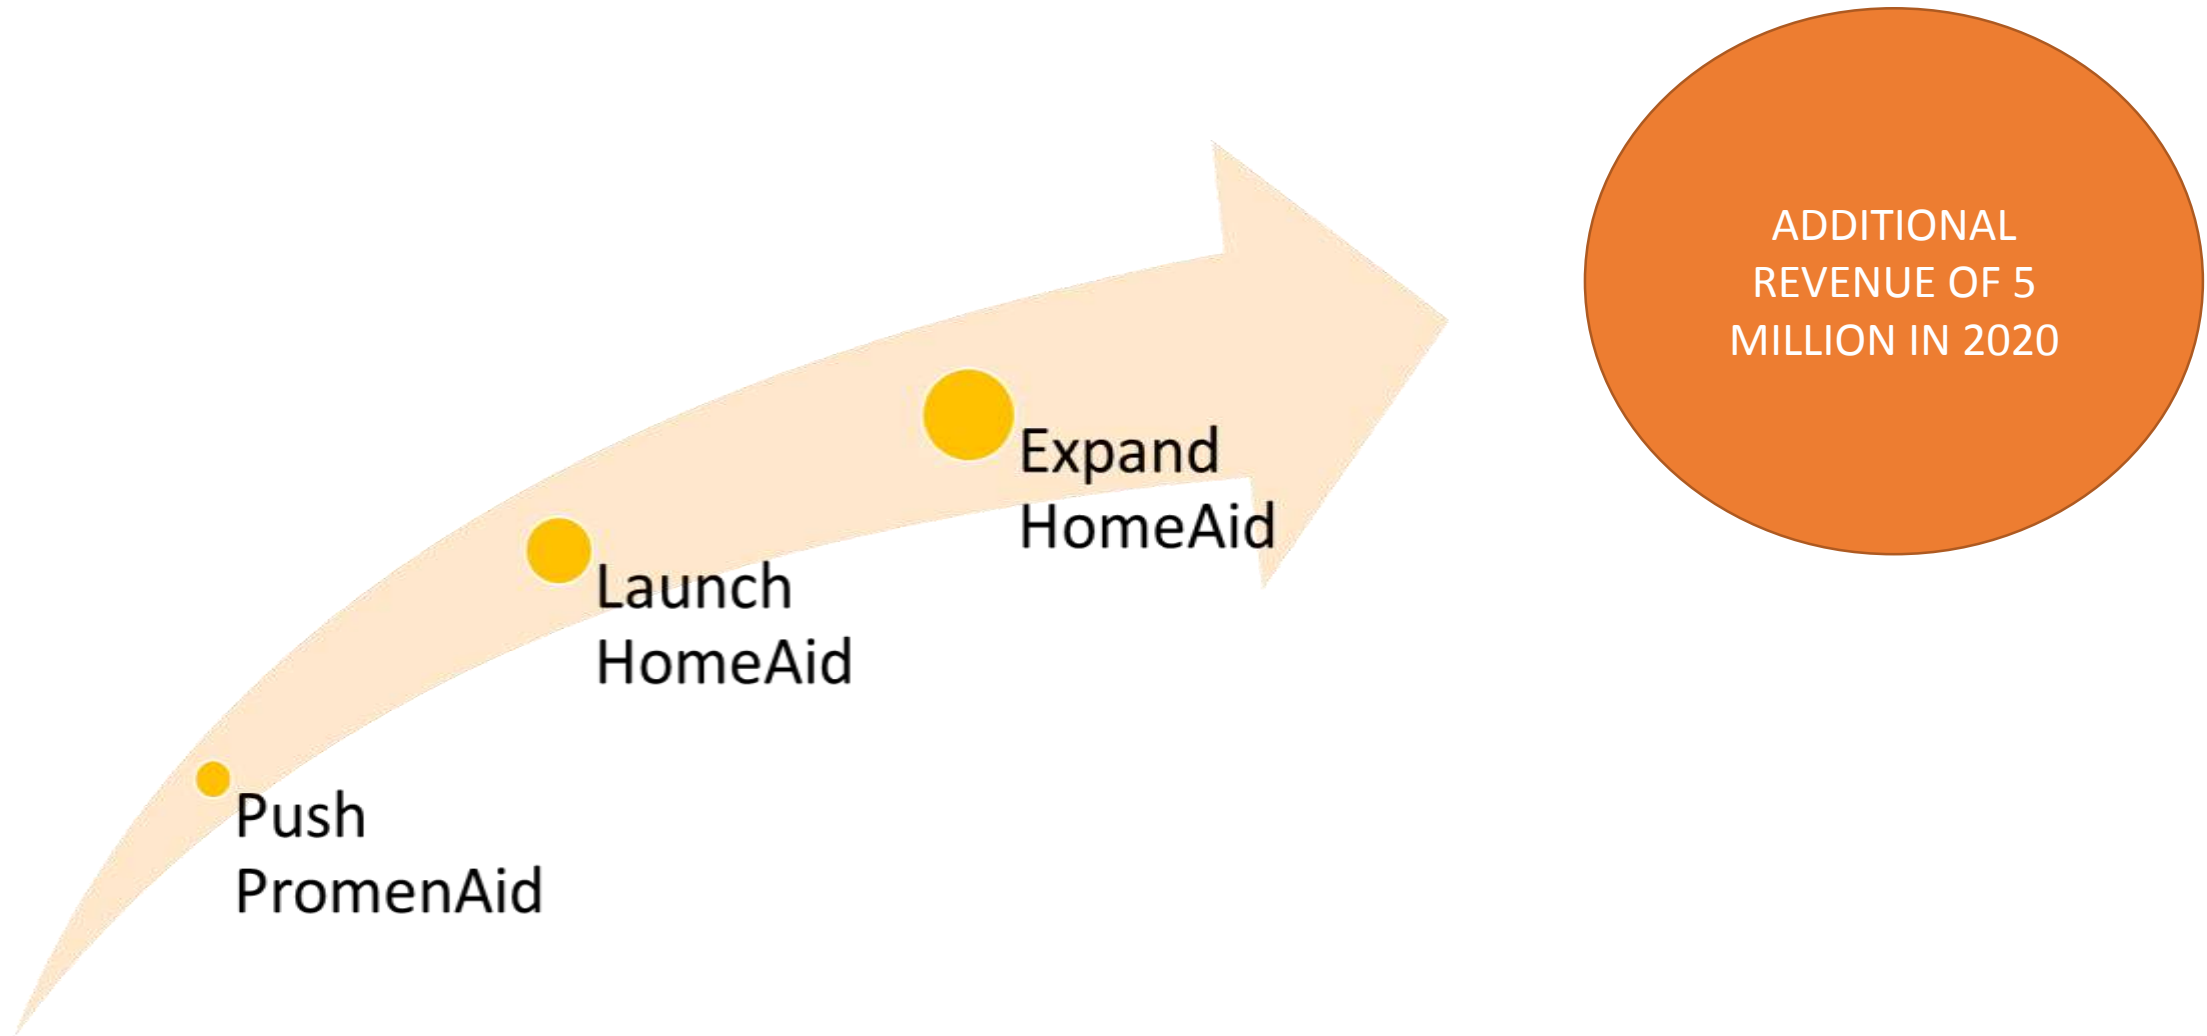 Push
PromenAid
Launch
HomeAid
Expand
HomeAid
ADDITIONAL
REVENUE OF 5
MILLION IN 2020